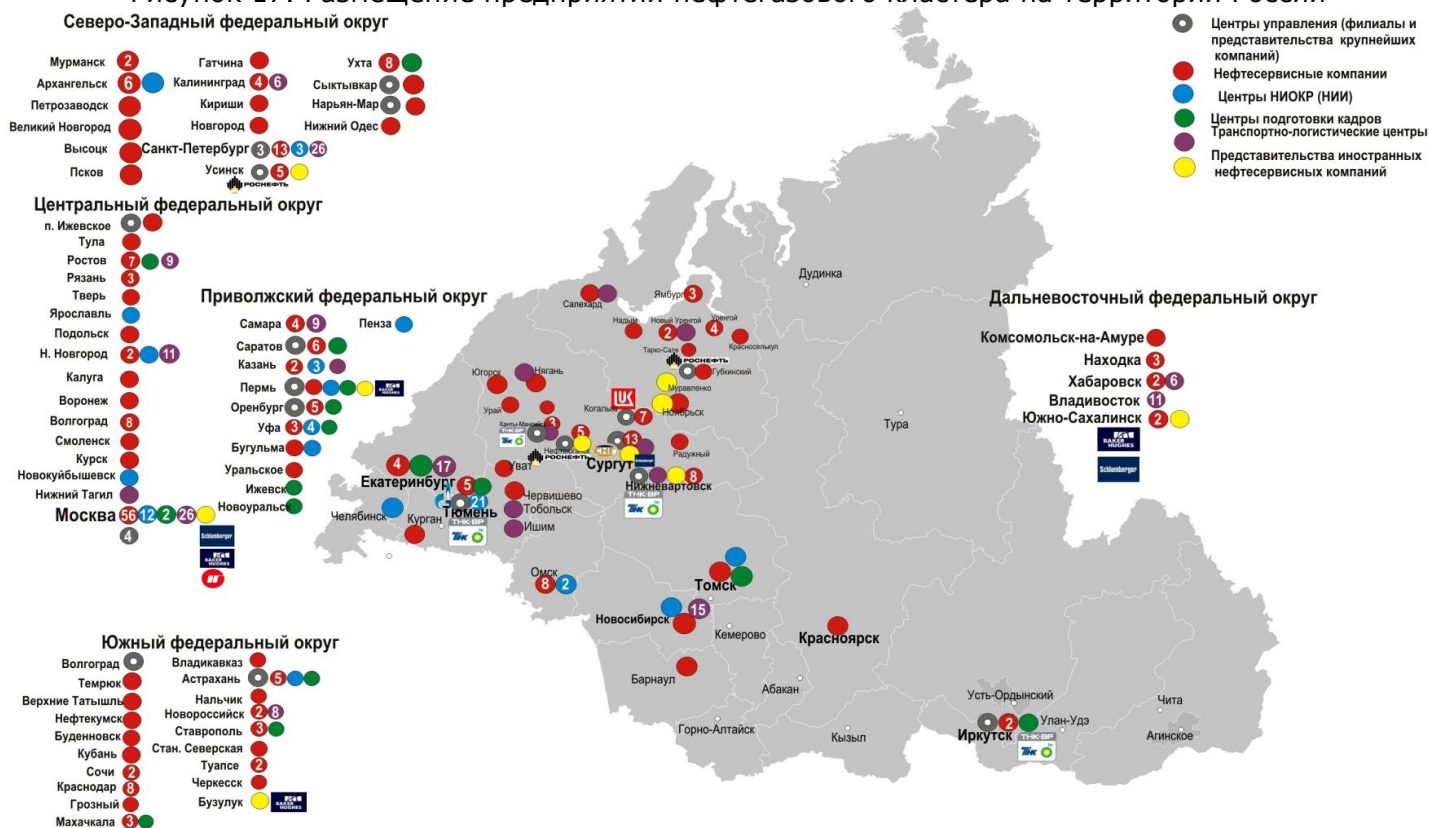 Рисунок 17. Размещение предприятий нефтегазового кластера на территории России
Северо-Западный федеральный округ
Мурманск 2
Архангельск 6
Петрозаводск
Великий Новгород
Высоцк
Псков
Гатчина
Калининград 4 6
Кириши
Новгород
Санкт-Петербург 3 13 3 26
Усинск 5
РОСНЕФТЬ
Ухта 8
Сыктывкар
Нарьян-Мар
Нижний Одес
Центры управления (филиалы и
представительства крупнейших
компаний)
Нефтесервисные компании
Центры НИОКР (НИИ)
Центры подготовки кадров
Транспортно-логистические центры
Представительства иностранных
нефтесервисных компаний
Центральный федеральный округ
п. Ижевское
Тула
Ростов 7 9
Рязань 3
Тверь
Ярославль
Подольск
Н. Новгород 2 11
Калуга
Воронеж
Волгоград 8
Смоленск
Курск
Новокуйбышевск
Нижний Тагил
Москва 56 12 2 26
4
Schlumberger
BAKER
HUGHES
Приволжский федеральный округ
Самара 4 9
Саратов 6
Казань 2 3
Пермь
BAKER
HUGHES
Оренбург 5
Уфа 3 4
Бугульма
Уральское
Ижевск
Новоуральск
Пенза
Южный федеральный округ
Волгоград
Темрюк
Верхние Татышлы
Нефтекумск
Буденновск
Кубань
Сочи 2
Краснодар 8
Грозный
Махачкала 3
Владикавказ
Астрахань 5
Нальчик
Новороссийск 2 8
Ставрополь 3
Стан. Северская
Туапсе 2
Черкесск
Бузулук
BAKER
HUGHES
Дальневосточный федеральный округ
Комсомольск-на-Амуре
Находка 3
Хабаровск 2 6
Владивосток 11
Южно-Сахалинск 2
BAKER
HUGHES
Schlumberger
Дудинка
Тура
Салехард
Ямбург 3
Надым
Новый Уренгой
2
Уренгой
4
Красноселькуп
Тарко-Сале
РОСНЕФТЬ
Губкинский
Муравленко
Ноябрьск
Югорск
Нягань
Урай
ЛУК
Когалым
7
Ханты-Мансийск
3
ТНК-ВР
ТНК
5
Нефтеюганск
РОСНЕФТЬ
СНГ
13
Сургут
Schlumberger
Радужный
8
Нижневартовск
ТНК-ВР
ТНК
Уват
4 17
Екатеринбург
5
21
Тюмень
ТНК-ВР
ТНК
Червишево
Тобольск
Ишим
Челябинск
Курган
Омск
8 2
Томск
15
Новосибирск
Кемерово
Красноярск
Барнаул
Абакан
Горно-Алтайск
Кызыл
Усть-Ордынский
2
Улан-Удэ
Иркутск
ТНК-ВР
ТНК
Чита
Агинское